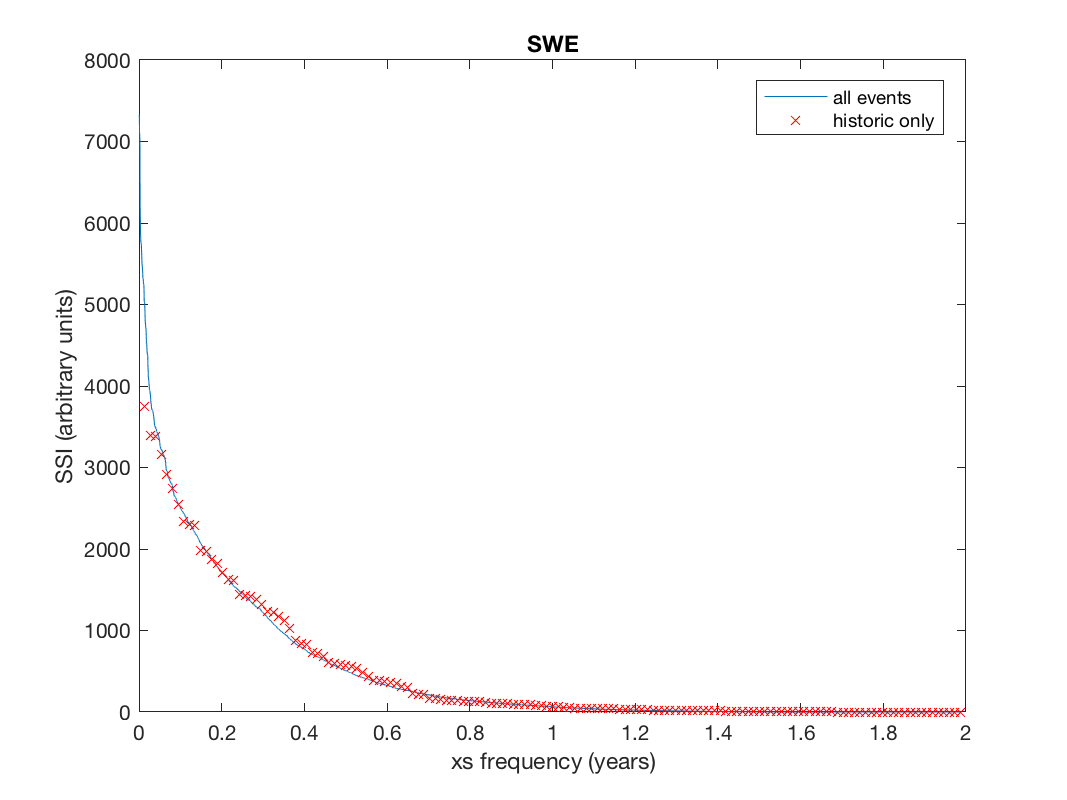 SWE
8000
7000
6000
5000
4000
3000
2000
1000
0
SSI (arbitrary units)
all events
historic only
0 0.2 0.4 0.6 0.8 1 1.2 1.4 1.6 1.8 2
xs frequency (years)